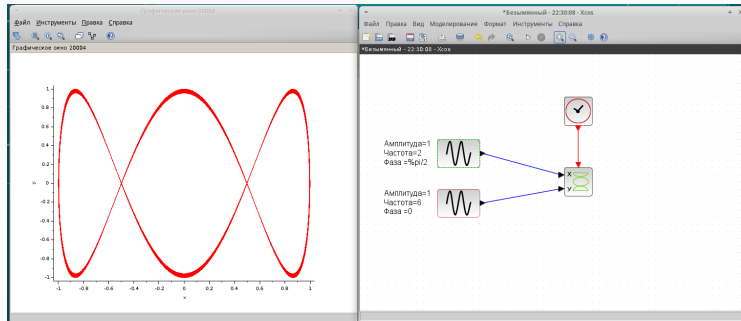 Графическое окно 20004
Файл Инструменты Правка Справка
Графическое окно 20004
1
0.8
0.6
0.4
0.2
0
-0.2
-0.4
-0.6
-0.8
-1
y
-1 -0.8 -0.6 -0.4 -0.2 0 0.2 0.4 0.6 0.8 1
x
*Безымянный - 22:30:08 - Xcos
Файл Правка Вид Моделирование Формат Инструменты Справка
*Безымянный - 22:30:08 - Xcos
Амплитуда=1
Частота=2
Фаза =%pi/2
Амплитуда=1
Частота=6
Фаза =0
X
У